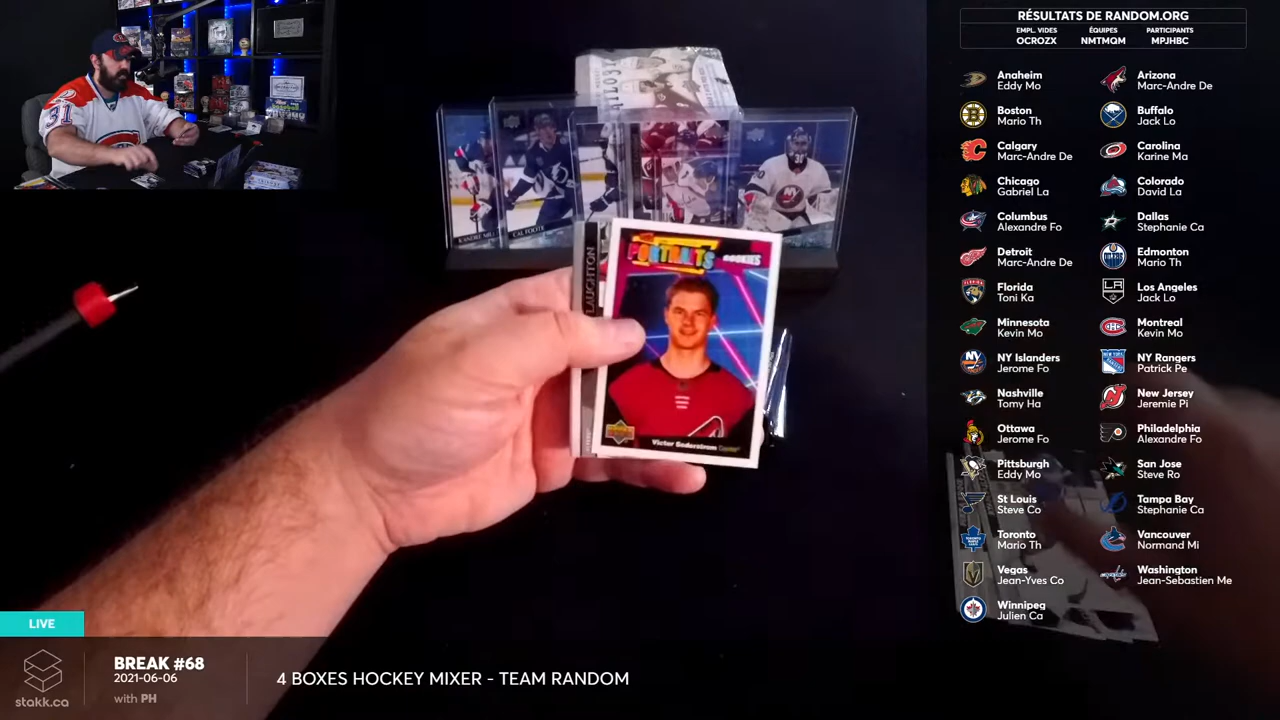 RÉSULTATS DE RANDOM.ORG
EMPL. VIDES
ÉQUIPES
PARTICIPANTS
OCROZX
NMTMQM
MPJHBC
Anaheim
Eddy Mo
Arizona
Marc-Andre De
Boston
Mario Th
Buffalo
Jack Lo
Calgary
Marc-Andre De
Carolina
Karine Ma
Chicago
Gabriel La
Colorado
David La
Columbus
Alexandre Fo
Dallas
Stephanie Ca
Detroit
Marc-Andre De
Edmonton
Mario Th
Florida
Toni Ka
Los Angeles
Jack Lo
Minnesota
Kevin Mo
Montreal
Kevin Mo
NY Islanders
Jerome Fo
NY Rangers
Patrick Pe
Nashville
Tomy Ha
New Jersey
Jeremie Pi
Ottawa
Jerome Fo
Philadelphia
Alexandre Fo
Pittsburgh
Eddy Mo
San Jose
Steve Ro
St Louis
Steve Co
Tampa Bay
Stephanie Ca
Toronto
Mario Th
Vancouver
Normand Mi
Vegas
Jean-Yves Co
Washington
Jean-Sebastien Me
Winnipeg
Julien Ca
31
CAL FOOTE
LAUGHTON
PORTRAITS
ROOKIES
Victor Soderstrom
LIVE
BREAK #68
2021-06-06
with PH
stakk.ca
4 BOXES HOCKEY MIXER - TEAM RANDOM